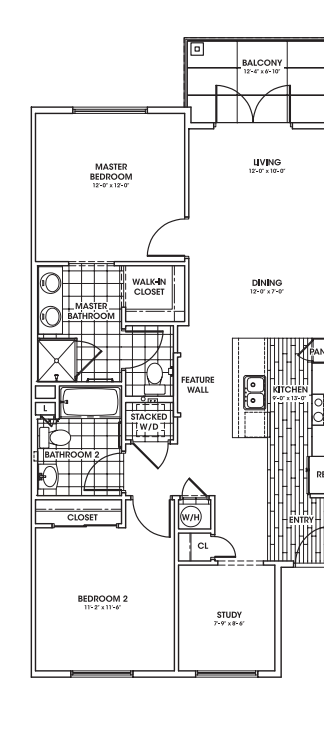 BALCONY
12'-4" x 6'-10"
MASTER
BEDROOM
12'-0" x 12'-0"
LIVING
12'-0" x 10'-0"
WALK-IN
CLOSET
DINING
12'-0" x 7'-0"
MASTER
BATHROOM
PAN
FEATURE
WALL
KITCHEN
9'-0" x 13'-0"
L
STACKED
W/D
BATHROOM 2
RE
CLOSET
W/H
ENTRY
CL
BEDROOM 2
11'-2" x 11'-6"
STUDY
7'-9" x 8'-6"